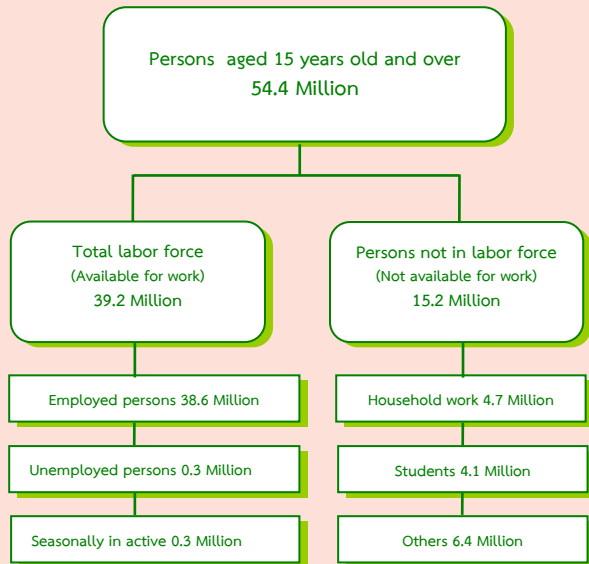 Persons aged 15 years old and over
54.4 Million
Total labor force
(Available for work)
39.2 Million
Persons not in labor force
(Not available for work)
15.2 Million
Employed persons 38.6 Million
Household work 4.7 Million
Unemployed persons 0.3 Million
Students 4.1 Million
Seasonally in active 0.3 Million
Others 6.4 Million